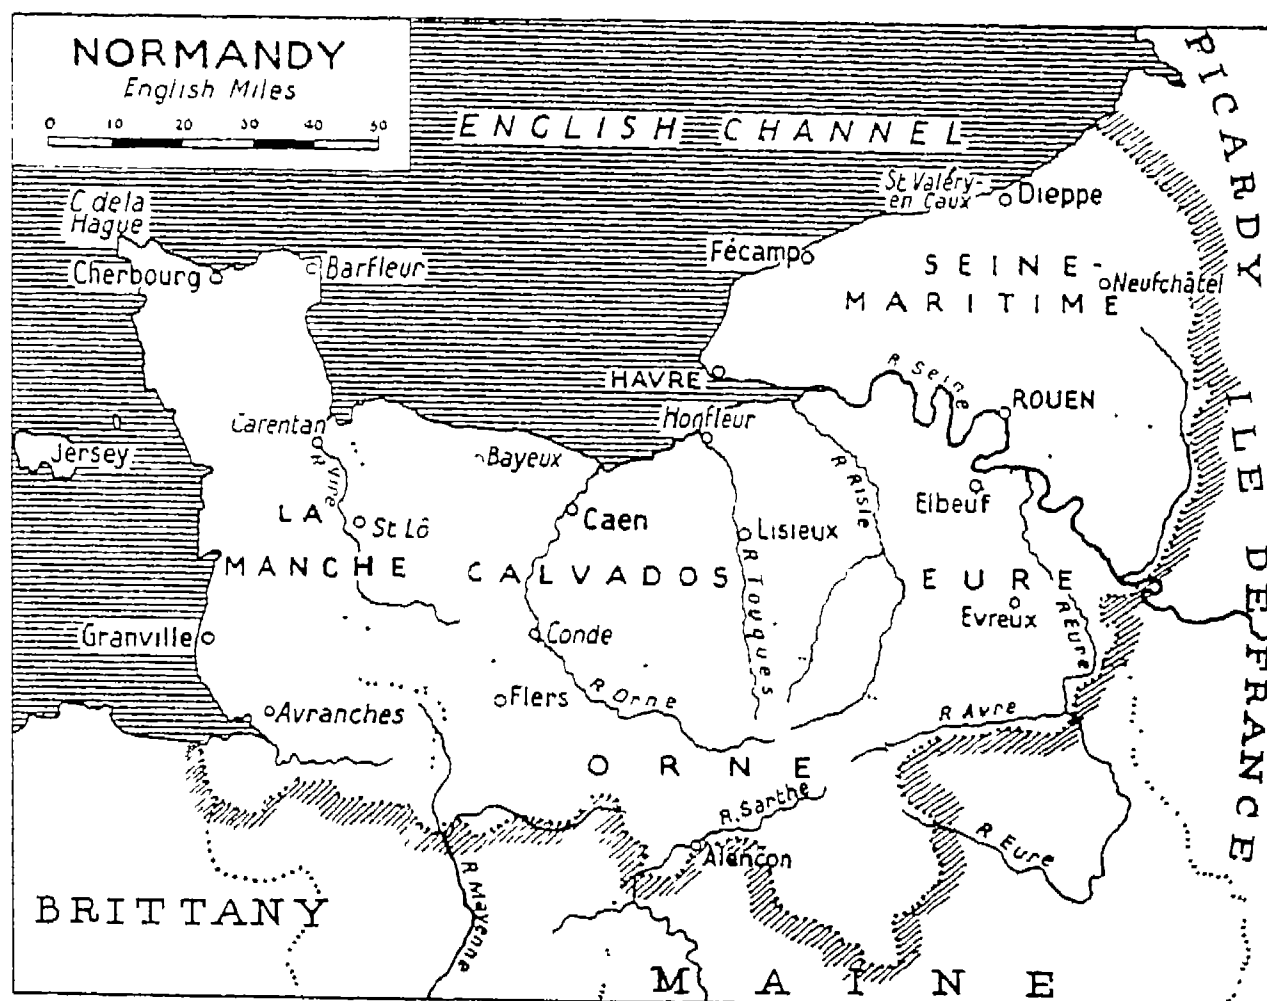 NORMANDY
English Miles
0 10 20 30 40 50
ENGLISH CHANNEL
PICARDY
C. de la
Hague
Cherbourg
Barfleur
St Valéry-
en Caux
Dieppe
Fécamp
SEINE-
MARITIME
Neufchâtel
HAVRE
R Seine
ROUEN
Honfleur
Carentan
Jersey
R Vire
Bayeux
R Risle
Elbeuf
ILE DE FRANCE
LA
MANCHE
St Lô
Caen
Lisieux
CALVADOS
EURE
R Touques
Evreux
R Eure
Granville
Conde
Avranches
Flers
R Orne
R Avre
ORNE
R. Sarthe
Alençon
R Eure
BRITTANY
R Mayenne
MAINE